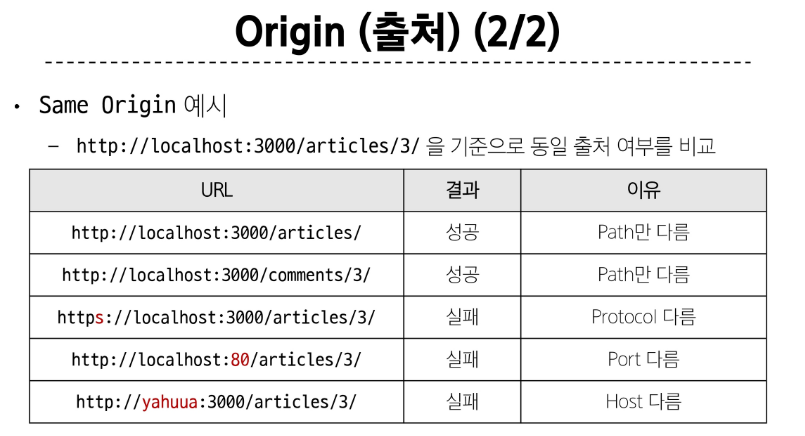 Origin (출처) (2/2)
• Same Origin 예시
– http://localhost:3000/articles/3/ 을 기준으로 동일 출처 여부를 비교
URL 결과 이유
http://localhost:3000/articles/ 성공 Path만 다름
http://localhost:3000/comments/3/ 성공 Path만 다름
https://localhost:3000/articles/3/ 실패 Protocol 다름
http://localhost:80/articles/3/ 실패 Port 다름
http://yahuua:3000/articles/3/ 실패 Host 다름